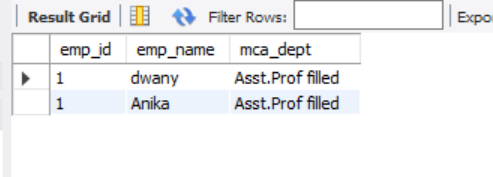 Result Grid Filter Rows: Expo
emp_id emp_name mca_dept
1 dwany Asst.Prof filled
1 Anika Asst.Prof filled